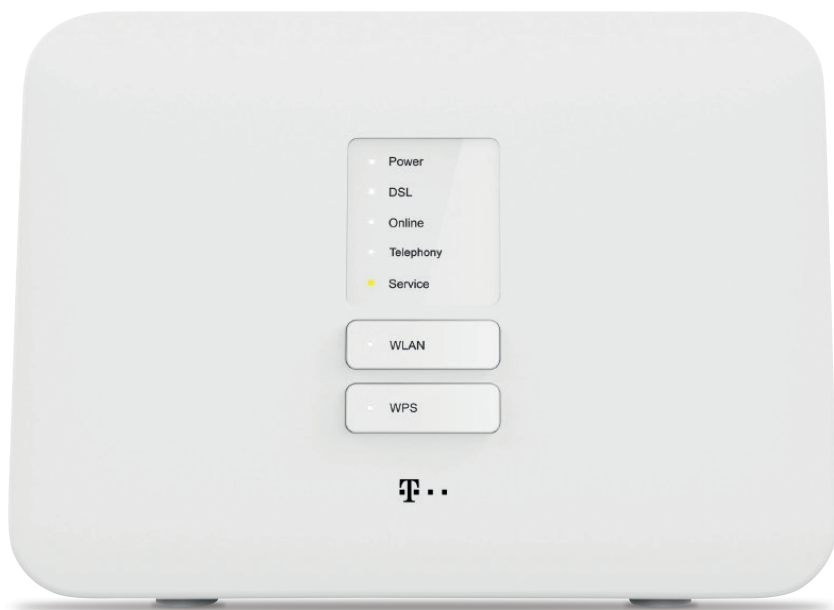 Power
DSL
Online
Telephony
Service
WLAN
WPS
T